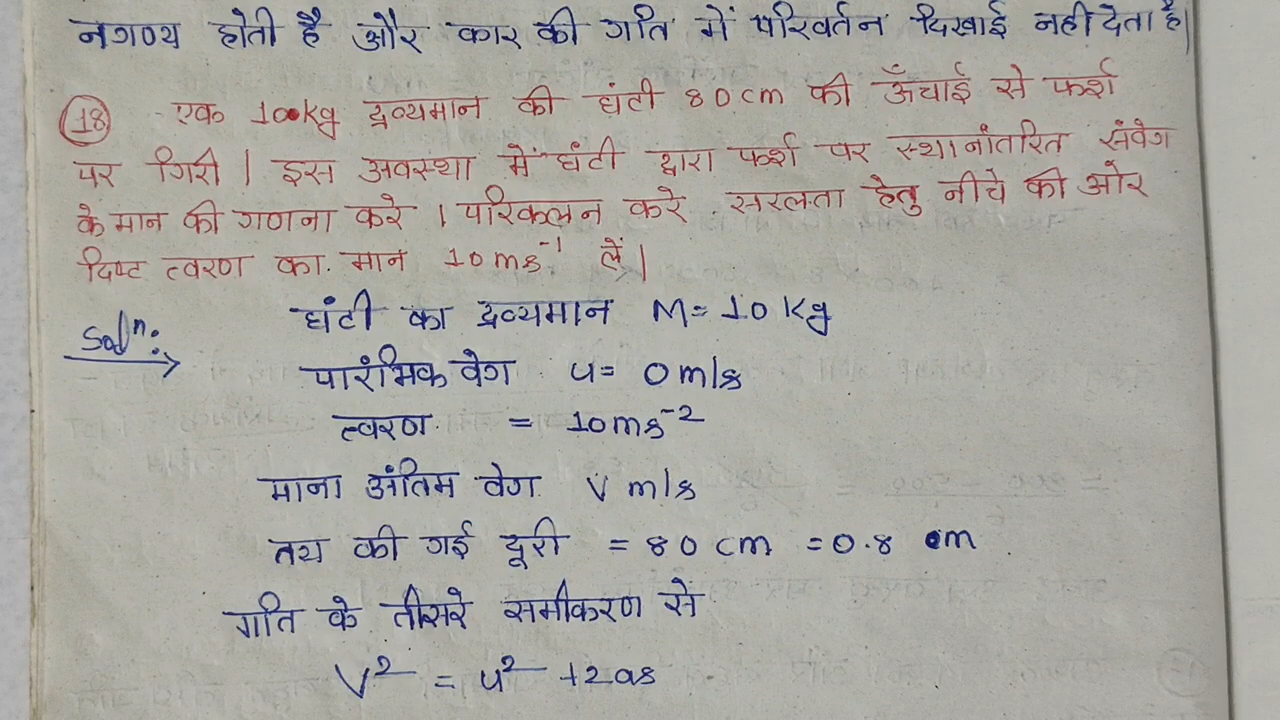 नगण्य होती है और कार की गति में परिवर्तन दिखाई नही देता है|
(18) एक 10kg द्रव्यमान की घंटी 80cm की ऊँचाई से फर्श
पर गिरी | इस अवस्था में घंटी द्वारा फर्श पर स्थानांतरित संवेग
के मान की गणना करे । परिकलन करे सरलता हेतु नीचे की ओर
दिष्ट त्वरण का मान 10ms⁻¹ लें|
Solⁿ: घंटी का द्रव्यमान M = 10 Kg
पारंभिक वेग u = 0 m/s
त्वरण = 10ms⁻²
माना अंतिम वेग V m/s
तय की गई दूरी = 80 cm = 0.8 m
गति के तीसरे समीकरण से
V² = u² + 2as